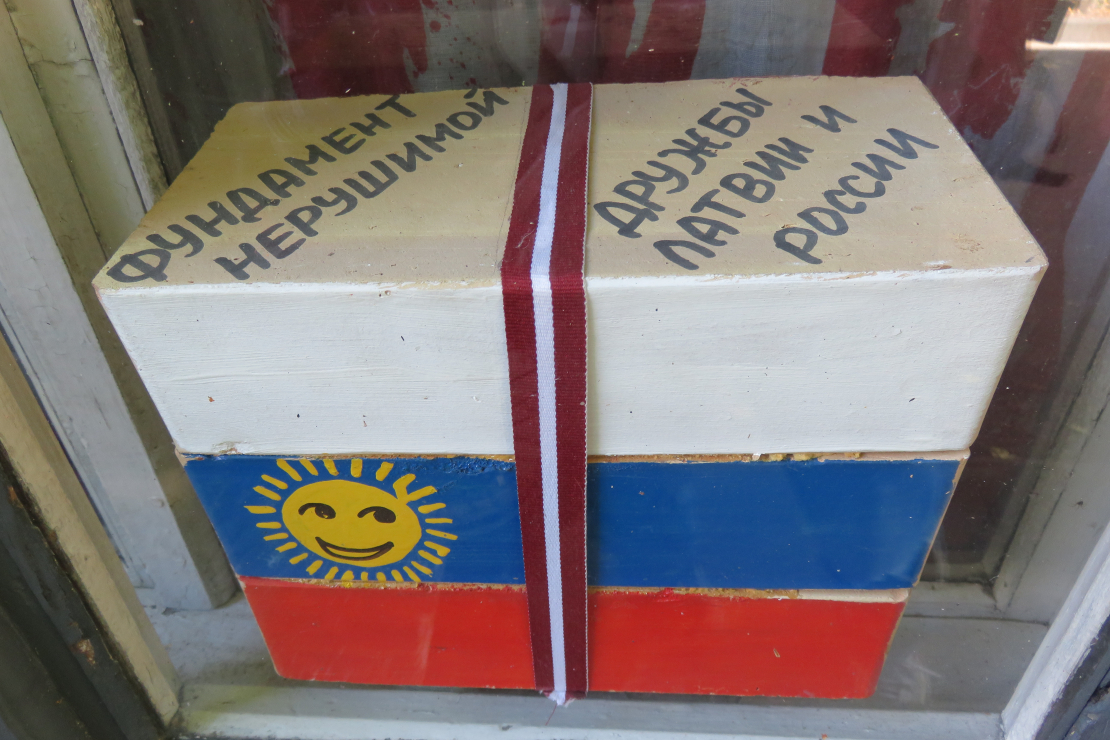 ФУНДАМЕНТ
НЕРУШИМОЙ
ДРУЖБЫ
ЛАТВИИ И
РОССИИ